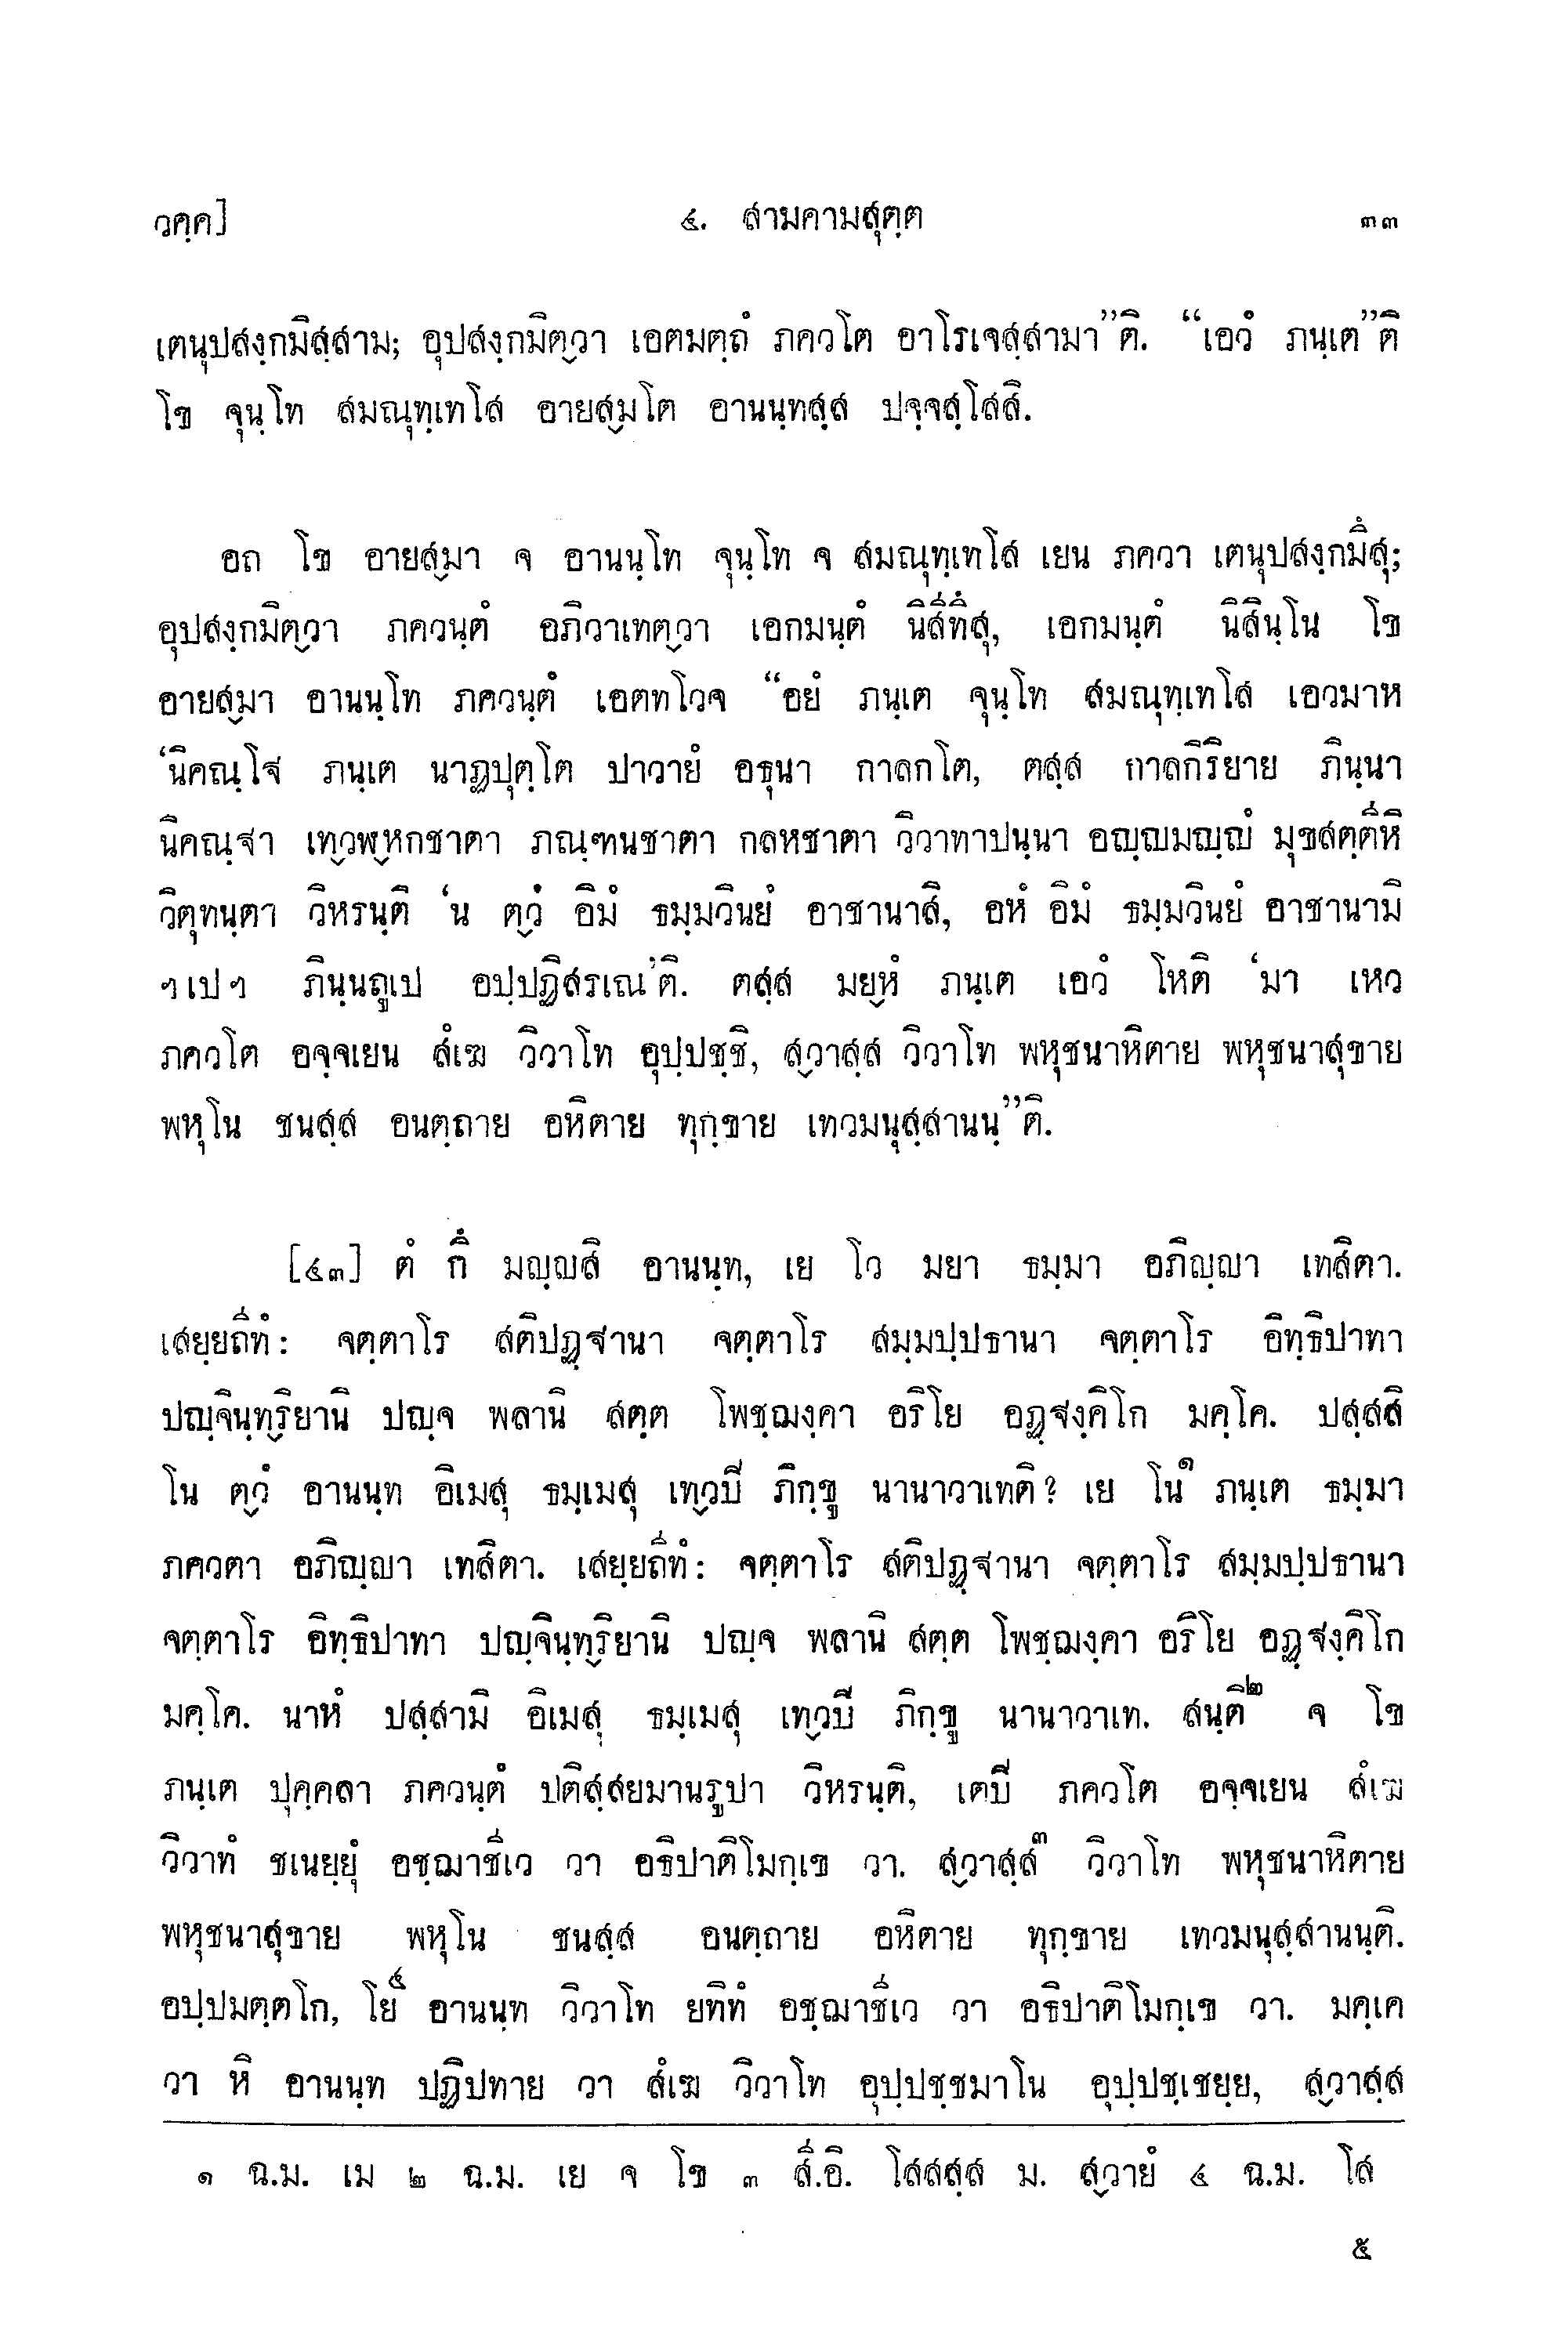 วคฺค]
๔. สามคามสุตฺต
๓๓
เตนุปสงฺกมิสฺสาม; อุปสงฺกมิตฺวา เอตมตฺถํ ภควโต อาโรเจสฺสามา”ติ. “เอวํ ภนฺเต”ติ
โข จุนฺโท สมณุทฺเทโส อายสฺมโต อานนฺทสฺส ปจฺจสฺโสสิ.
อถ โข อายสฺมา จ อานนฺโท จุนฺโท จ สมณุทฺเทโส เยน ภควา เตนุปสงฺกมึสุ;
อุปสงฺกมิตฺวา ภควนฺตํ อภิวาเทตฺวา เอกมนฺตํ นิสีทึสุ, เอกมนฺตํ นิสินฺโน โข
อายสฺมา อานนฺโท ภควนฺตํ เอตทโวจ “อยํ ภนฺเต จุนฺโท สมณุทฺเทโส เอวมาห
‘นิคณฺโฐ ภนฺเต นาฏปุตฺโต ปาวายํ อธุนา กาลกโต, ตสฺส กาลกิริยาย ภินฺนา
นิคณฺฐา เทฺวฬฺหกชาตา ภณฺฑนชาตา กลหชาตา วิวาทาปนฺนา อญฺญมญฺญํ มุขสตฺตีหิ
วิตุทนฺตา วิหรนฺติ ‘น ตฺวํ อิมํ ธมฺมวินยํ อาชานาสิ, อหํ อิมํ ธมฺมวินยํ อาชานามิ
ฯเปฯ ภินฺนถูเป อปฺปฏิสรเณ’ติ. ตสฺส มยฺหํ ภนฺเต เอวํ โหติ ‘มา เหว
ภควโต อจฺจเยน สํเฆ วิวาโท อุปฺปชฺชิ, สฺวาสฺส วิวาโท พหุชนาหิตาย พหุชนาสุขาย
พหุโน ชนสฺส อนตฺถาย อหิตาย ทุกฺขาย เทวมนุสฺสานนฺ”ติ.
[๔๓] ตํ กึ มญฺญสิ อานนฺท, เย โว มยา ธมฺมา อภิญฺญา เทสิตา.
เสยฺยถีทํ: จตฺตาโร สติปฏฺฐานา จตฺตาโร สมฺมปฺปธานา จตฺตาโร อิทฺธิปาทา
ปญฺจินฺทฺริยานิ ปญฺจ พลานิ สตฺต โพชฺฌงฺคา อริโย อฏฺฐงฺคิโก มคฺโค. ปสฺสสิ
โน ตฺวํ อานนฺท อิเมสุ ธมฺเมสุ เทฺวปี ภิกฺขู นานาวาเทติ? เย โน๑ ภนฺเต ธมฺมา
ภควตา อภิญฺญา เทสิตา. เสยฺยถีทํ: จตฺตาโร สติปฏฺฐานา จตฺตาโร สมฺมปฺปธานา
จตฺตาโร อิทฺธิปาทา ปญฺจินฺทฺริยานิ ปญฺจ พลานิ สตฺต โพชฺฌงฺคา อริโย อฏฺฐงฺคิโก
มคฺโค. นาหํ ปสฺสามิ อิเมสุ ธมฺเมสุ เทฺวปี ภิกฺขู นานาวาเท. สนฺติ๒ จ โข
ภนฺเต ปุคฺคลา ภควนฺตํ ปติสฺสยมานรูปา วิหรนฺติ, เตปี ภควโต อจฺจเยน สํเฆ
วิวาทํ ชเนยฺยุํ อชฺฌาชีเว วา อธิปาติโมกฺเข วา. สฺวาสฺส๓ วิวาโท พหุชนาหิตาย
พหุชนาสุขาย พหุโน ชนสฺส อนตฺถาย อหิตาย ทุกฺขาย เทวมนุสฺสานนฺติ.
อปฺปมตฺตโก, โย๔ อานนฺท วิวาโท ยทิทํ อชฺฌาชีเว วา อธิปาติโมกฺเข วา. มคฺเค
วา หิ อานนฺท ปฏิปทาย วา สํเฆ วิวาโท อุปฺปชฺชมาโน อุปฺปชฺเชยฺย, สฺวาสฺส
๑ ฉ.ม. เม ๒ ฉ.ม. เย จ โข ๓ สี.อิ. โสสสฺส ม. สฺวายํ ๔ ฉ.ม. โส
๕